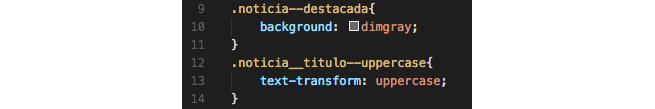 9 .noticia--destacada{
10 background: dimgray;
11 }
12 .noticia__titulo--uppercase{
13 text-transform: uppercase;
14 }